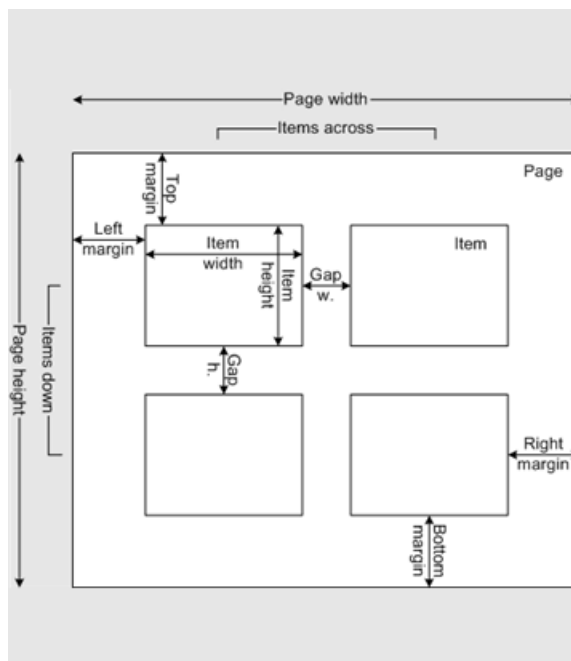 Page width
Items across
Page
Top
margin
Left
margin
Item
width
Item
height
Item
Gap
w.
Gap
h.
Page height
Items down
Right
margin
Bottom
margin